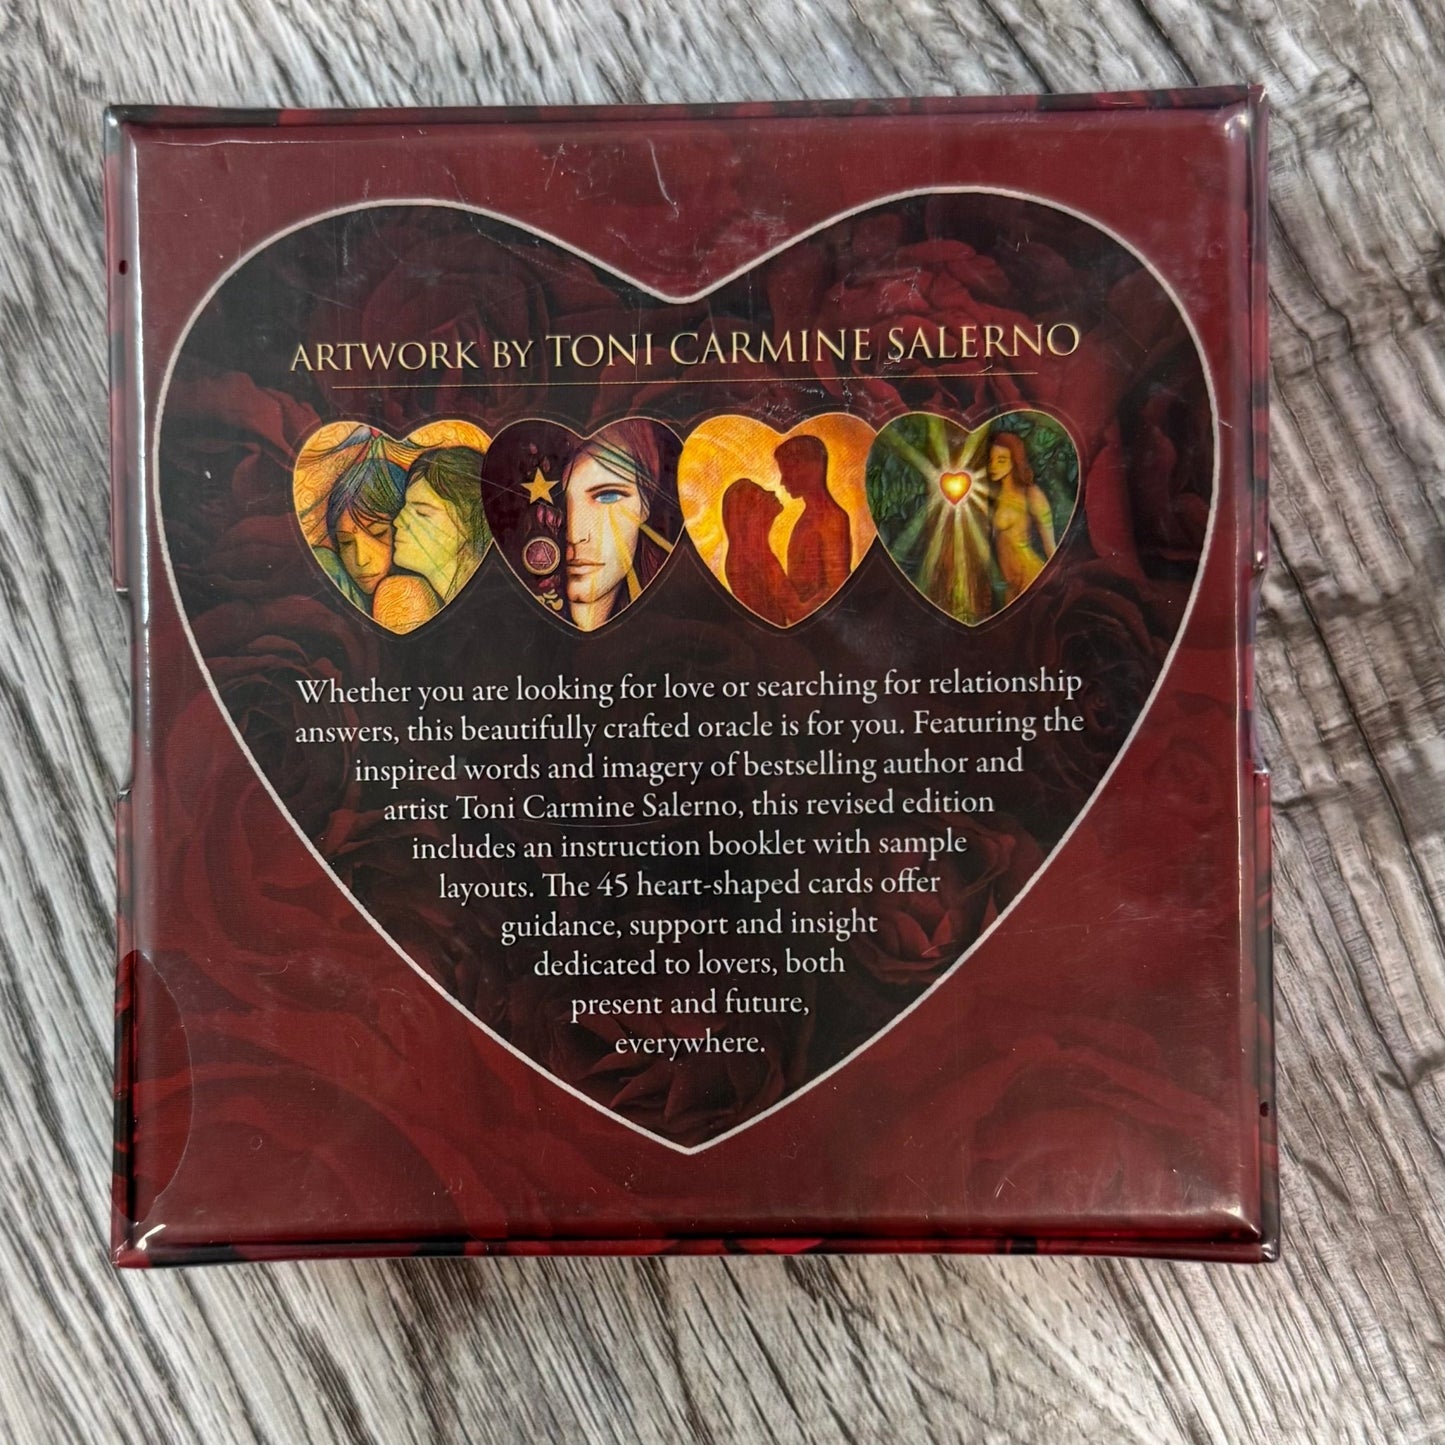 ARTWORK BY TONI CARMINE SALERNO
Whether you are looking for love or searching for relationship
answers, this beautifully crafted oracle is for you. Featuring the
inspired words and imagery of bestselling author and
artist Toni Carmine Salerno, this revised edition
includes an instruction booklet with sample
layouts. The 45 heart-shaped cards offer
guidance, support and insight
dedicated to lovers, both
present and future,
everywhere.